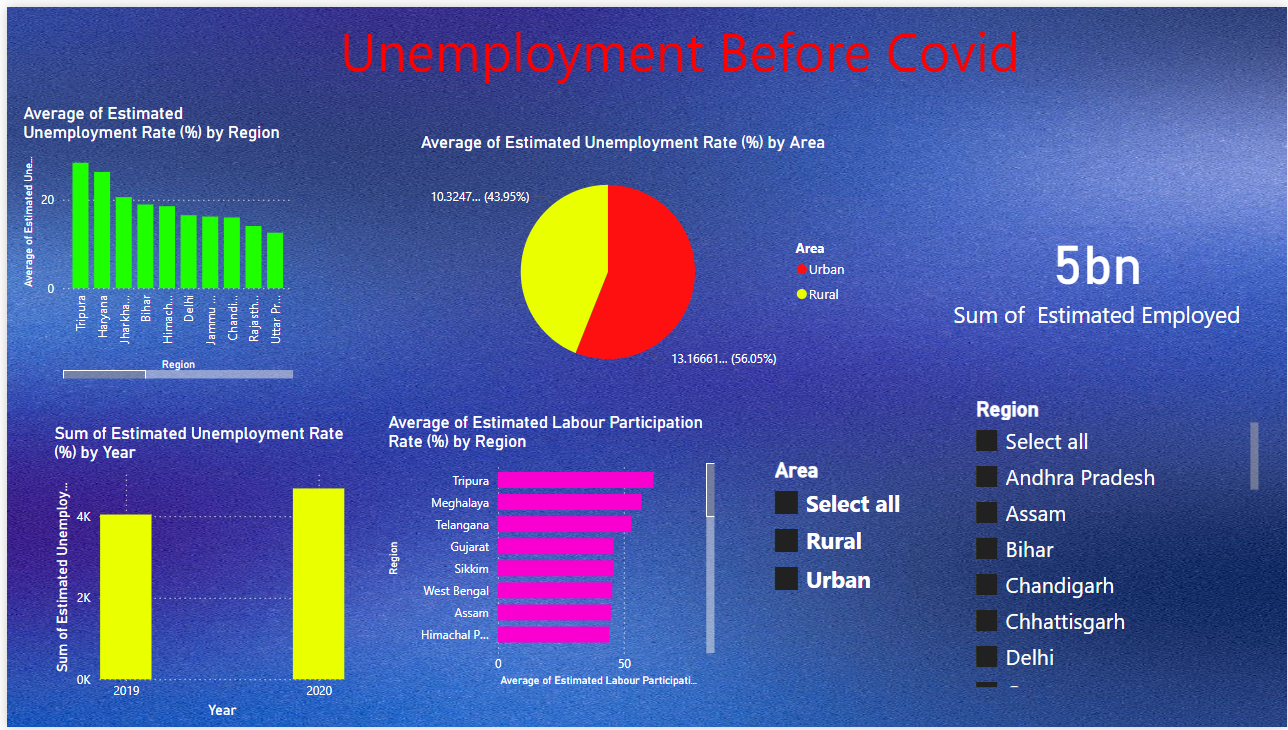 Unemployment Before Covid
Average of Estimated
Unemployment Rate (%) by Region
Average of Estimated Une...
20
0
Tripura
Haryana
Jharkha...
Bihar
Himach...
Delhi
Jammu ...
Chandi...
Rajasth...
Uttar Pr...
Region
Average of Estimated Unemployment Rate (%) by Area
10.3247... (43.95%)
13.16661... (56.05%)
Area
Urban
Rural
5bn
Sum of Estimated Employed
Sum of Estimated Unemployment Rate
(%) by Year
Sum of Estimated Unemploy...
4K
2K
0K
2019
2020
Year
Average of Estimated Labour Participation
Rate (%) by Region
Region
Tripura
Meghalaya
Telangana
Gujarat
Sikkim
West Bengal
Assam
Himachal P...
0
50
Average of Estimated Labour Participati...
Area
Select all
Rural
Urban
Region
Select all
Andhra Pradesh
Assam
Bihar
Chandigarh
Chhattisgarh
Delhi